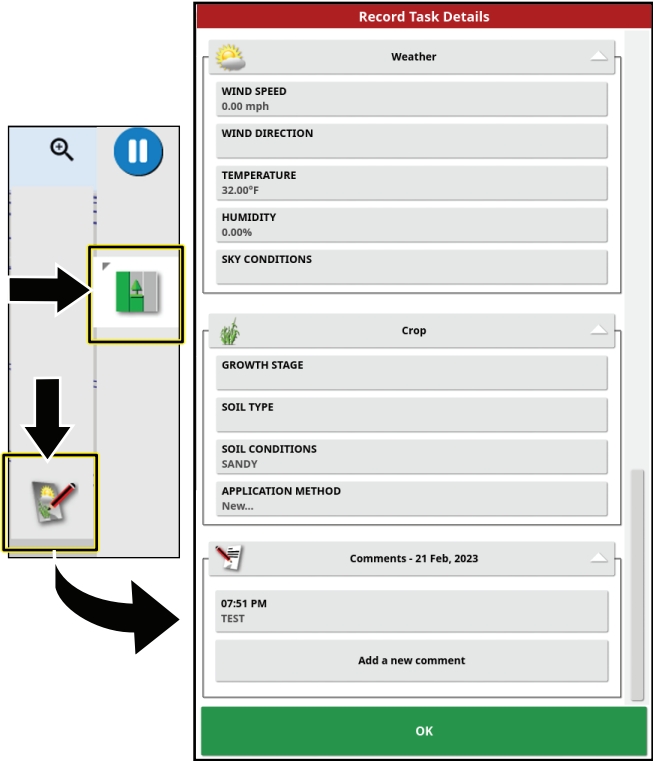 Record Task Details
Weather
WIND SPEED
0.00 mph
WIND DIRECTION
TEMPERATURE
32.00°F
HUMIDITY
0.00%
SKY CONDITIONS
Crop
GROWTH STAGE
SOIL TYPE
SOIL CONDITIONS
SANDY
APPLICATION METHOD
New...
Comments - 21 Feb, 2023
07:51 PM
TEST
Add a new comment
OK